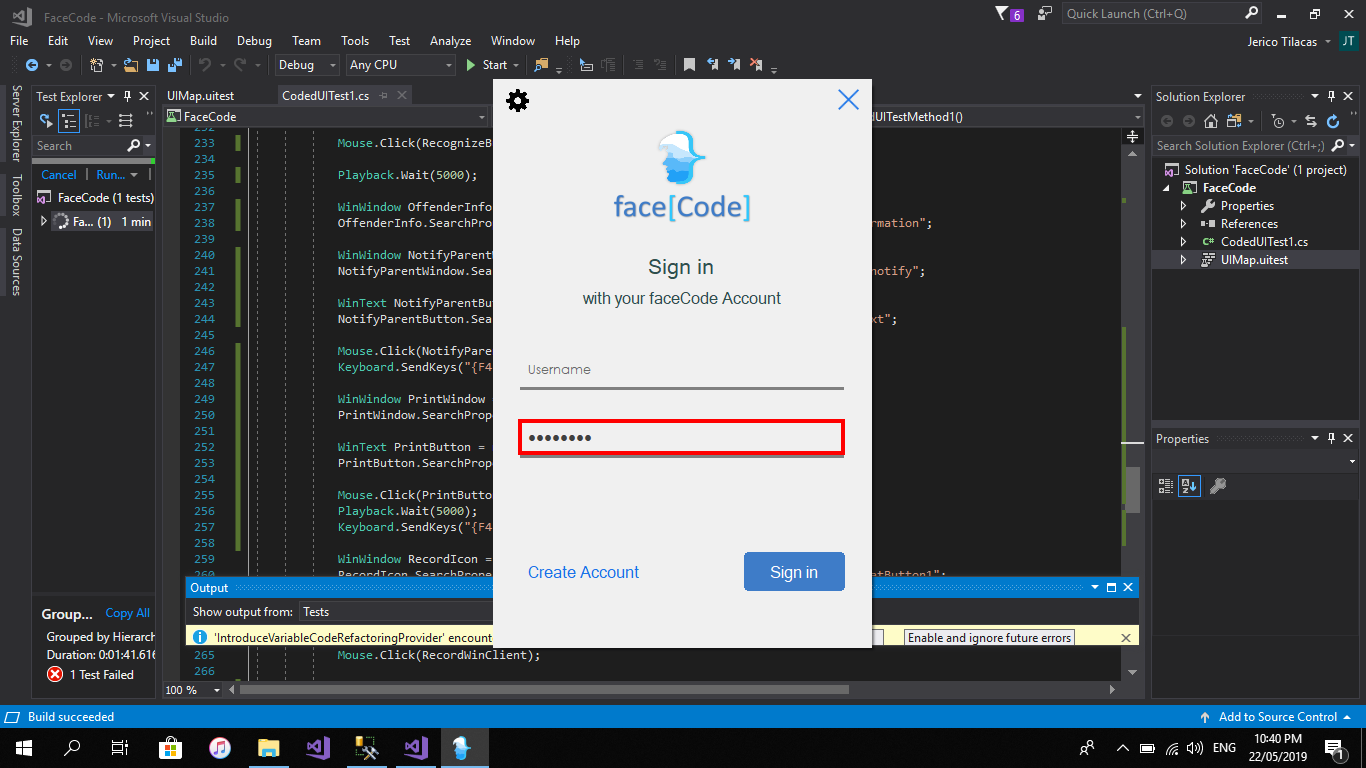 FaceCode - Microsoft Visual Studio
6
Quick Launch (Ctrl+Q)
File Edit View Project Build Debug Team Tools Test Analyze Window Help
Jerico Tilacas JT
Debug Any CPU Start
Server Explorer
Toolbox
Data Sources
Test Explorer
Search
Cancel Run...
FaceCode (1 tests)
Fa... (1) 1 min
Group... Copy All
Grouped by Hierarch
Duration: 0:01:41.616
1 Test Failed
UIMap.uitest CodedUITest1.cs
FaceCode
dUITestMethod1()
232
233 Mouse.Click(RecognizeB
234
235 Playback.Wait(5000);
236
237 WinWindow OffenderInfo
238 OffenderInfo.SearchPro rmation";
239
240 WinWindow NotifyParentW
241 NotifyParentWindow.Sea notify";
242
243 WinText NotifyParentBu
244 NotifyParentButton.Sea xt";
245
246 Mouse.Click(NotifyPare
247 Keyboard.SendKeys("{F4
248
249 WinWindow PrintWindow
250 PrintWindow.SearchPrope
251
252 WinText PrintButton =
253 PrintButton.SearchPrope
254
255 Mouse.Click(PrintButto
256 Playback.Wait(5000);
257 Keyboard.SendKeys("{F4
258
259 WinWindow RecordIcon =
260 RecordIcon.SearchPrope atButton1";
face[Code]
Sign in
with your faceCode Account
Username
••••••••
Create Account Sign in
Output
Show output from: Tests
'IntroduceVariableCodeRefactoringProvider' encount
Enable and ignore future errors
265 Mouse.Click(RecordWinClient);
266
100 %
Solution Explorer
Search Solution Explorer (Ctrl+;)
Solution 'FaceCode' (1 project)
FaceCode
Properties
References
C# CodedUITest1.cs
UIMap.uitest
Properties
Build succeeded
Add to Source Control
ENG
10:40 PM
22/05/2019
1